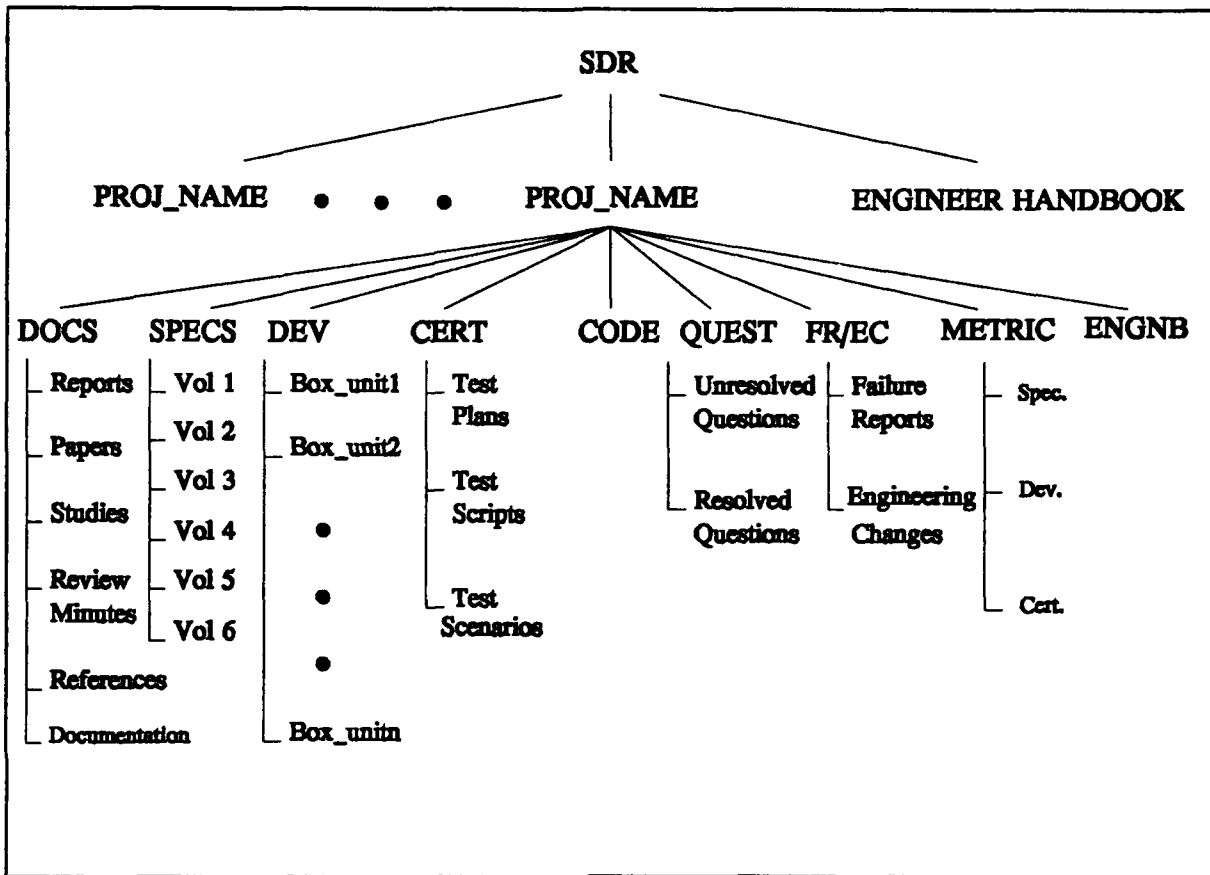 SDR
PROJ_NAME • • • PROJ_NAME ENGINEER HANDBOOK
DOCS SPECS DEV CERT CODE QUEST FR/EC METRIC ENGNB
Reports
Papers
Studies
Review
Minutes
References
Documentation
Vol 1
Vol 2
Vol 3
Vol 4
Vol 5
Vol 6
Box_unit1
Box_unit2
•
•
•
Box_unitn
Test
Plans
Test
Scripts
Test
Scenarios
Unresolved
Questions
Resolved
Questions
Failure
Reports
Engineering
Changes
Spec.
Dev.
Cert.